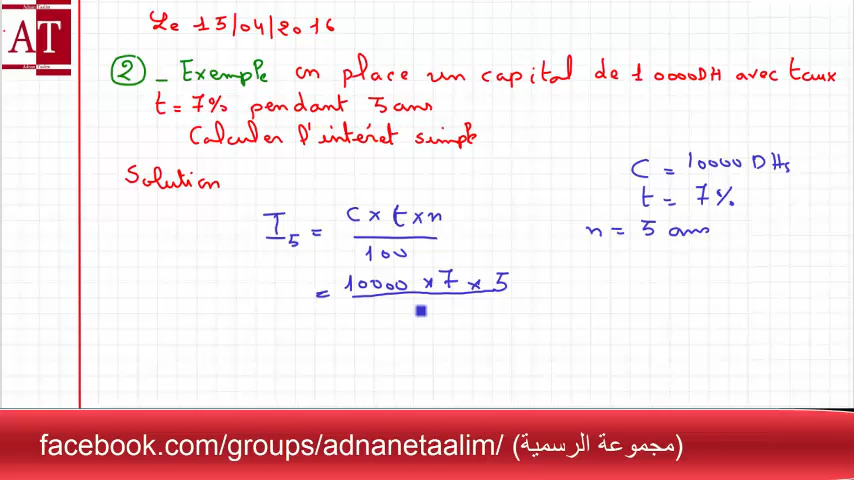 AT
Adnane Taalim
Le 15/04/2016
② - Exemple on place un capital de 10000DH avec taux
t = 7% pendant 5 ans
Calculer l'intérêt simple
Solution
C = 10000 DHs
t = 7%
n = 5 ans
I5 = C × t × n / 100
= 10000 × 7 × 5
facebook.com/groups/adnanetaalim/ (مجموعة الرسمية)